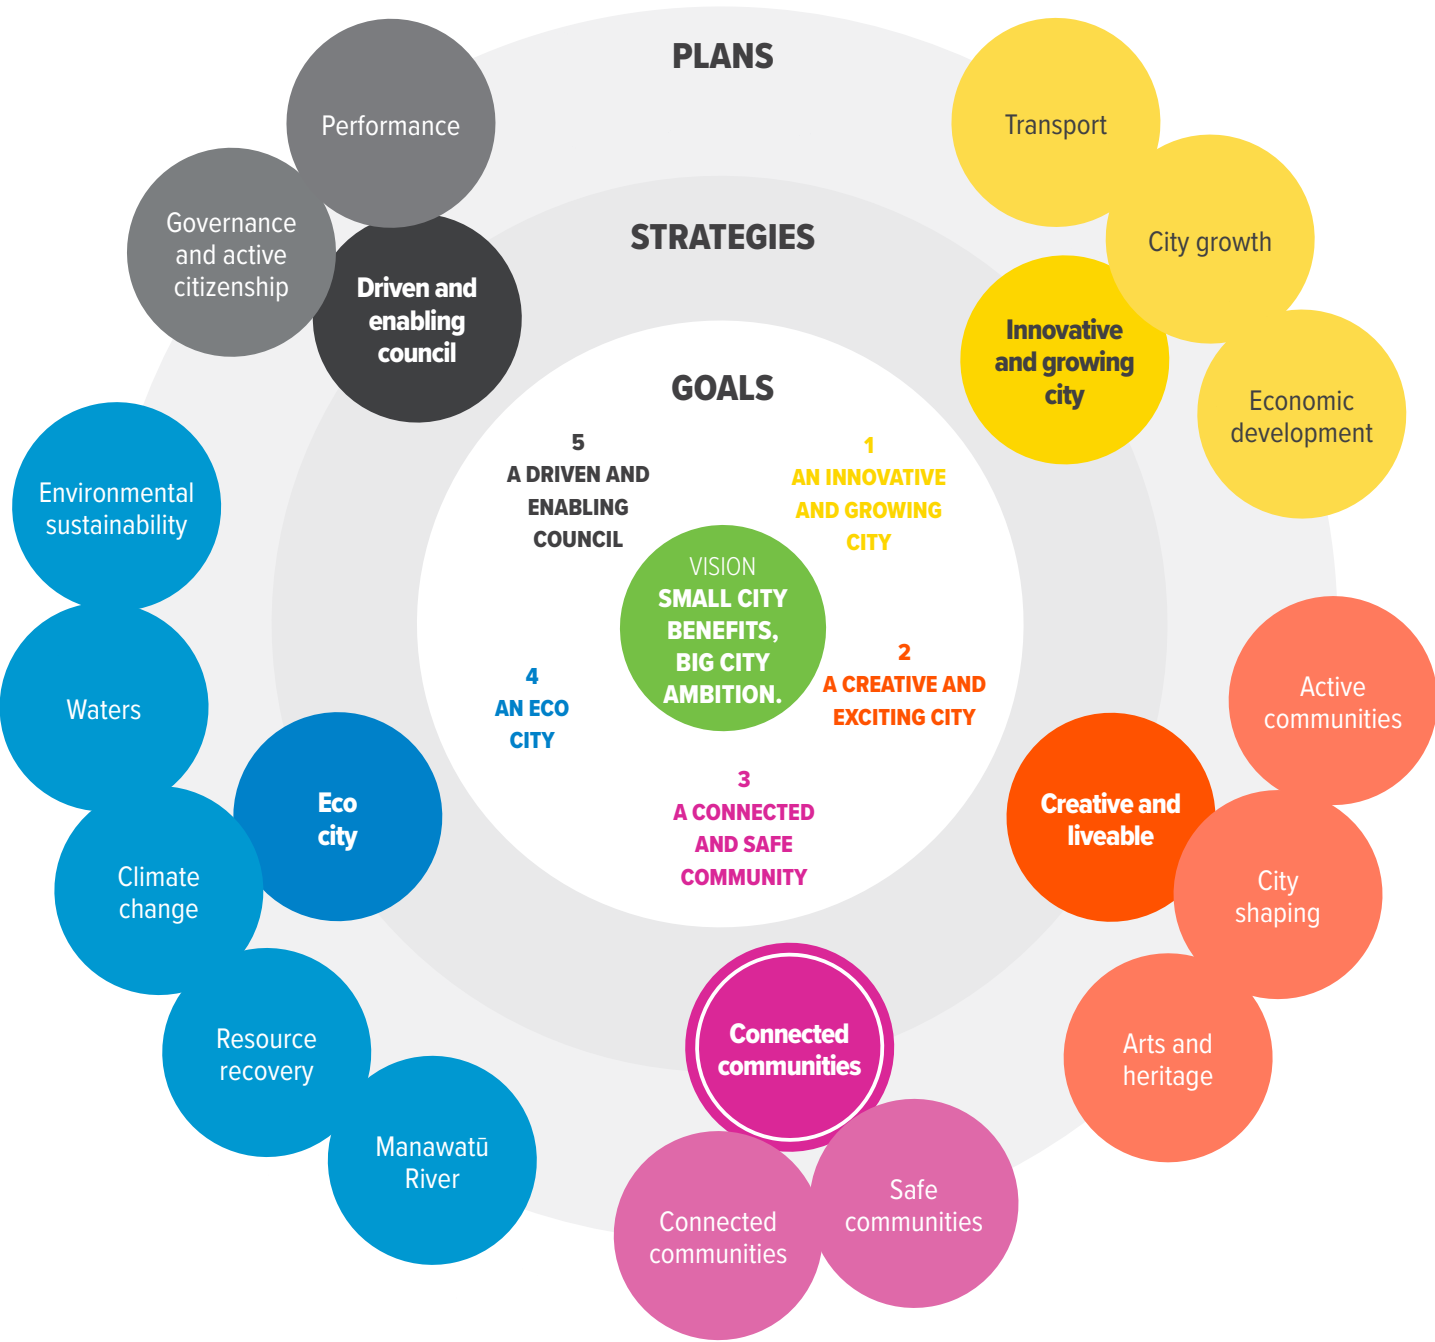 PLANS
Performance
Governance
and active
citizenship
Transport
City growth
Economic
development
STRATEGIES
Driven and
enabling
council
Innovative
and growing
city
GOALS
5
A DRIVEN AND
ENABLING
COUNCIL
1
AN INNOVATIVE
AND GROWING
CITY
VISION
SMALL CITY
BENEFITS,
BIG CITY
AMBITION.
4
AN ECO
CITY
2
A CREATIVE AND
EXCITING CITY
3
A CONNECTED
AND SAFE
COMMUNITY
Environmental
sustainability
Waters
Climate
change
Resource
recovery
Manawatū
River
Eco
city
Connected
communities
Connected
communities
Safe
communities
Creative and
liveable
Active
communities
City
shaping
Arts and
heritage